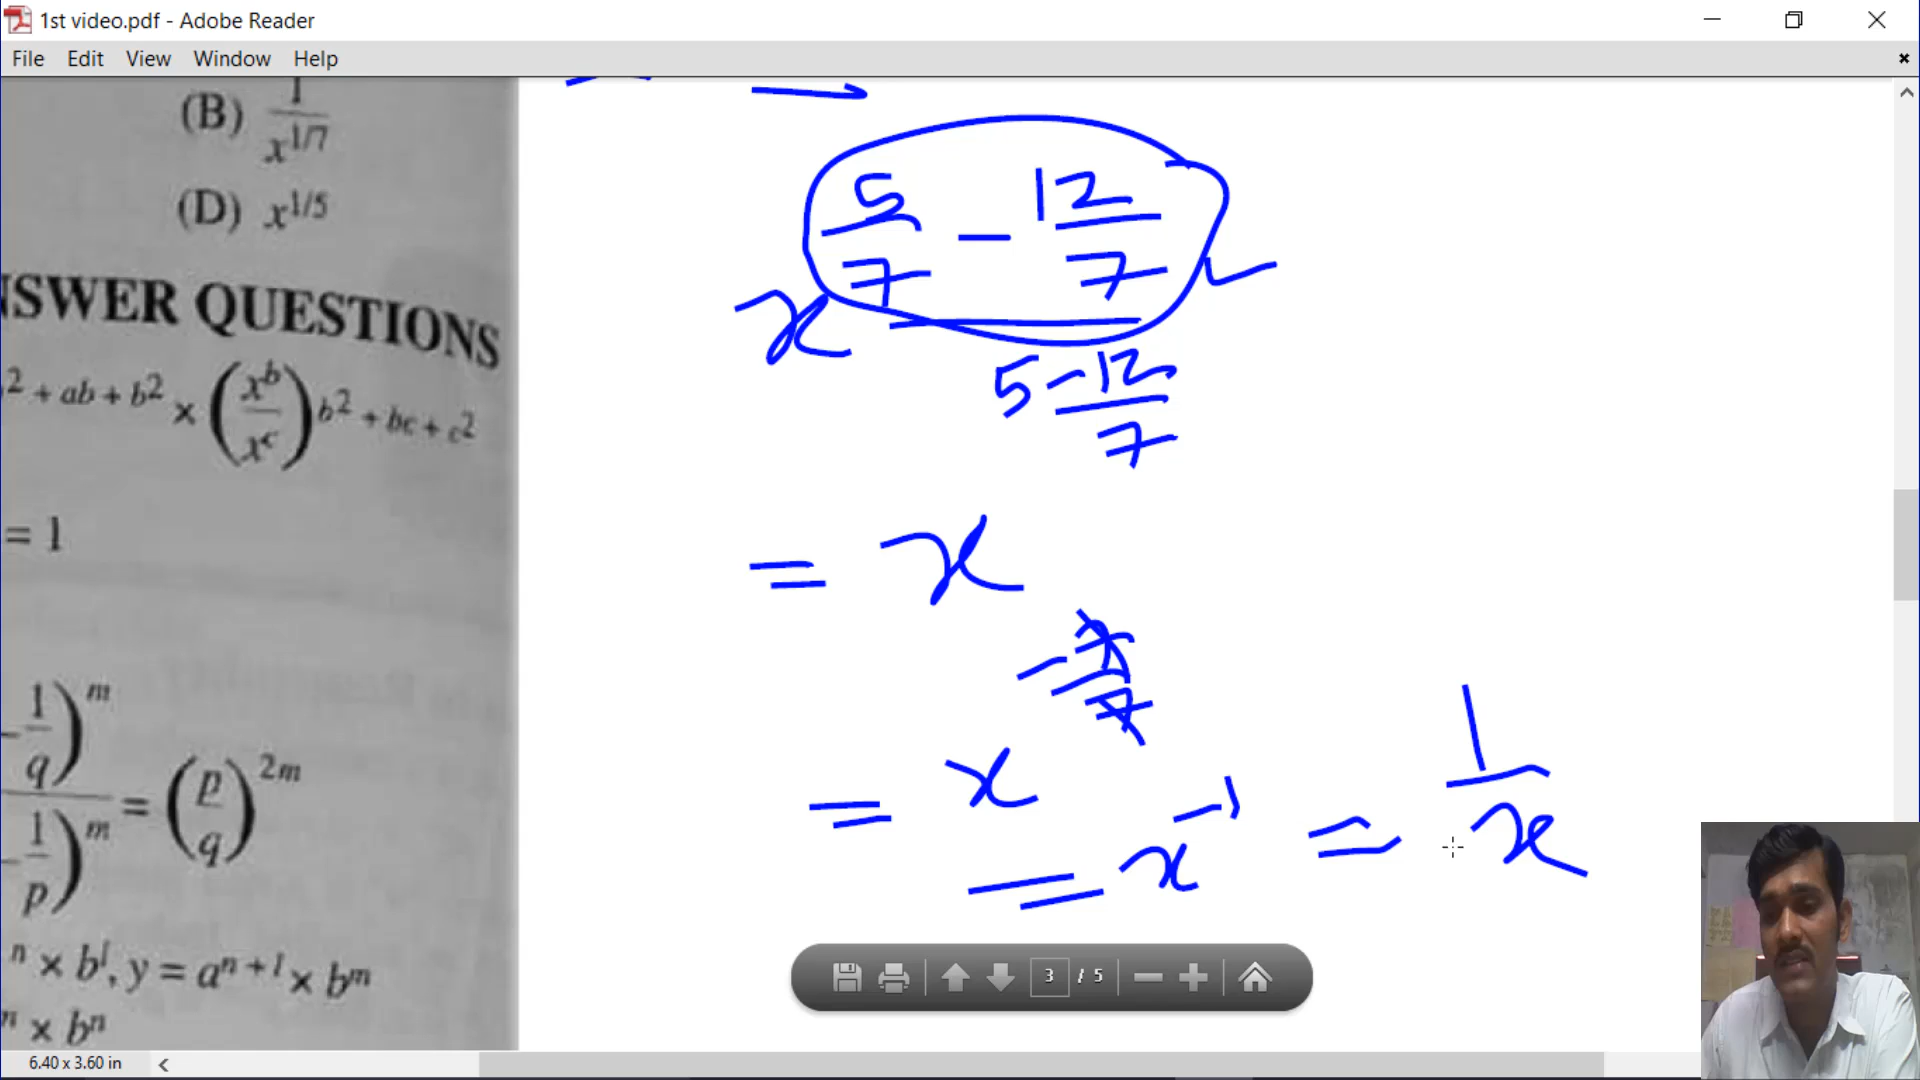 1st video.pdf - Adobe Reader
File Edit View Window Help
(B) 1/x^1/7
(D) x^1/5
NSWER QUESTIONS
2 + ab + b2 × (x^b/x^c) b2 + bc + c2
= 1
- 1/q)^m
- 1/p)^m = (p/q)^2m
n × b^l, y = a^n + l × b^m
n × b^n
x^5/7 - 12/7
5 - 12/7
= x^-7/7
= x
= x^-1 = 1/x
3 / 5
6.40 x 3.60 in